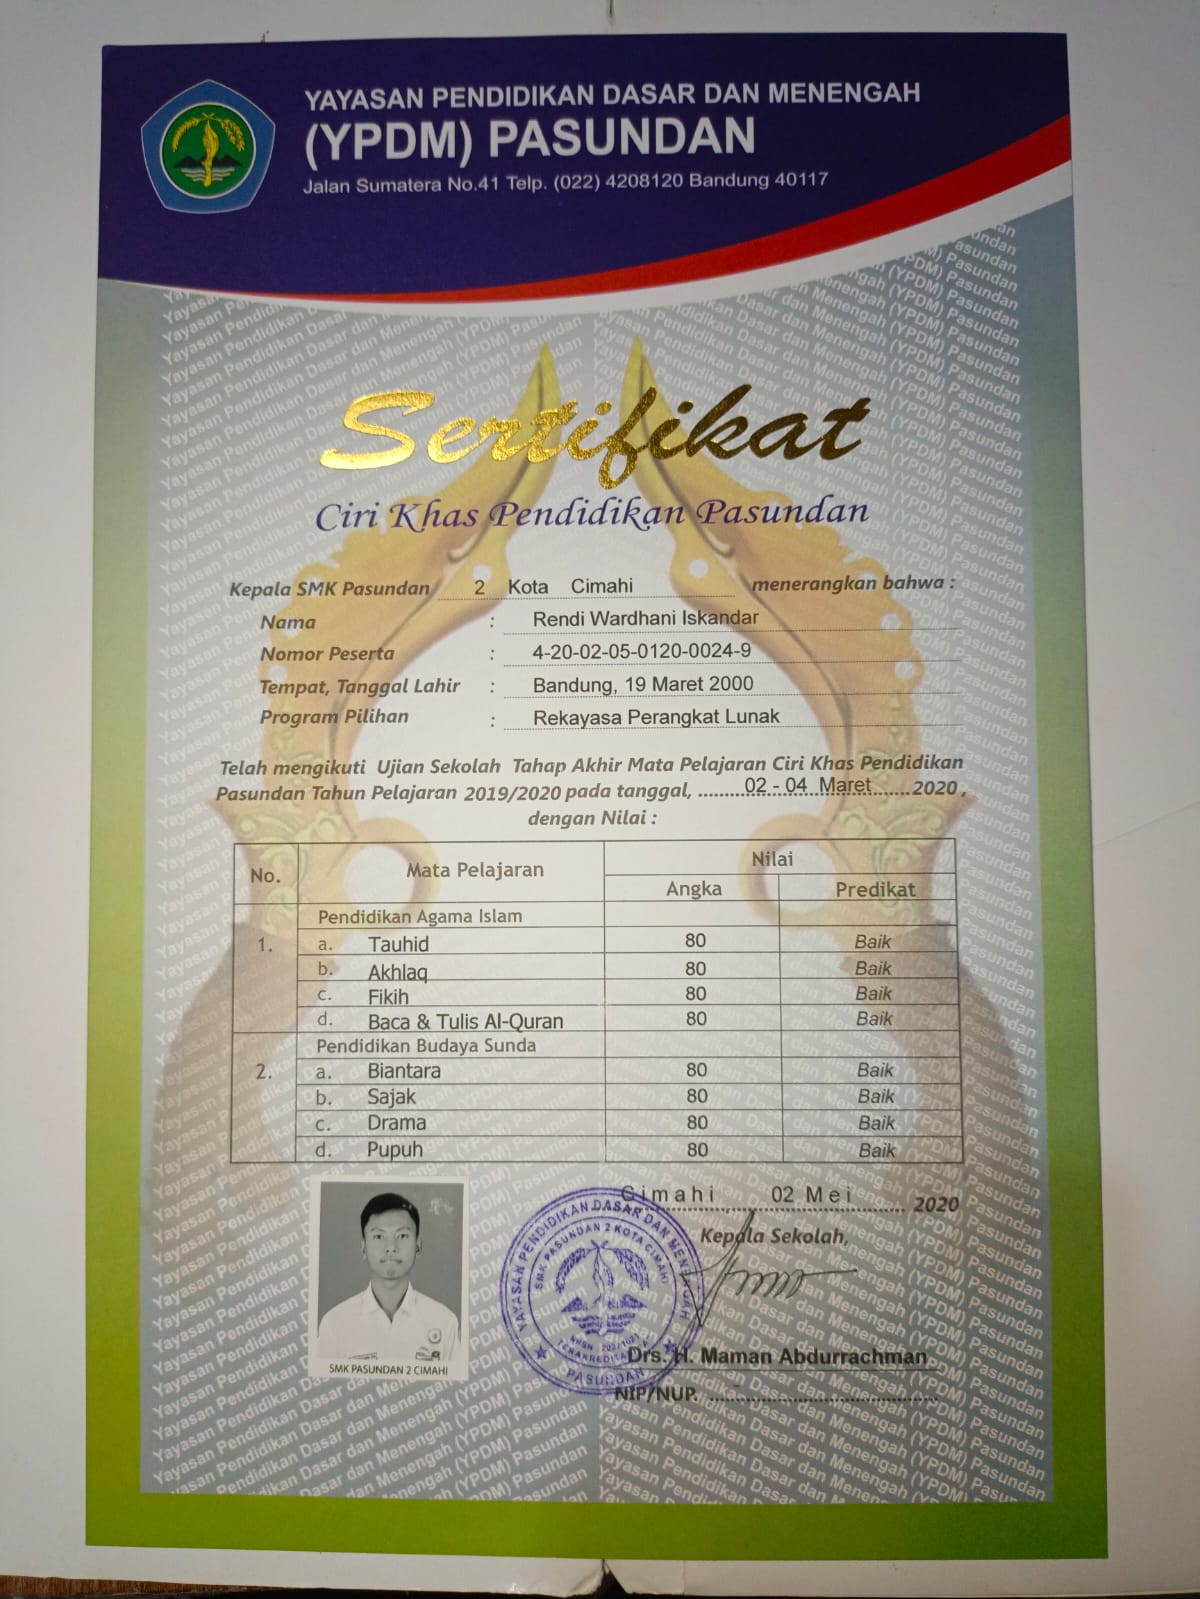 YAYASAN PENDIDIKAN DASAR DAN MENENGAH
(YPDM) PASUNDAN
Jalan Sumatera No.41 Telp. (022) 4208120 Bandung 40117
Sertifikat
Ciri Khas Pendidikan Pasundan
Kepala SMK Pasundan 2 Kota Cimahi menerangkan bahwa :
Nama : Rendi Wardhani Iskandar
Nomor Peserta : 4-20-02-05-0120-0024-9
Tempat, Tanggal Lahir : Bandung, 19 Maret 2000
Program Pilihan : Rekayasa Perangkat Lunak
Telah mengikuti Ujian Sekolah Tahap Akhir Mata Pelajaran Ciri Khas Pendidikan
Pasundan Tahun Pelajaran 2019/2020 pada tanggal, ......02 - 04 Maret......2020,
dengan Nilai :
No. Mata Pelajaran Nilai
Angka Predikat
Pendidikan Agama Islam
1. a. Tauhid 80 Baik
b. Akhlaq 80 Baik
c. Fikih 80 Baik
d. Baca & Tulis Al-Quran 80 Baik
Pendidikan Budaya Sunda
2. a. Biantara 80 Baik
b. Sajak 80 Baik
c. Drama 80 Baik
d. Pupuh 80 Baik
Cimahi 02 Mei 2020
Kepala Sekolah,
YAYASAN PENDIDIKAN DASAR DAN MENENGAH
SMK PASUNDAN 2 KOTA CIMAHI
PASUNDAN
Drs. H. Maman Abdurrachman
NIP/NUP. -
SMK PASUNDAN 2 CIMAHI
Yayasan Pendidikan Dasar dan Menengah (YPDM) Pasundan